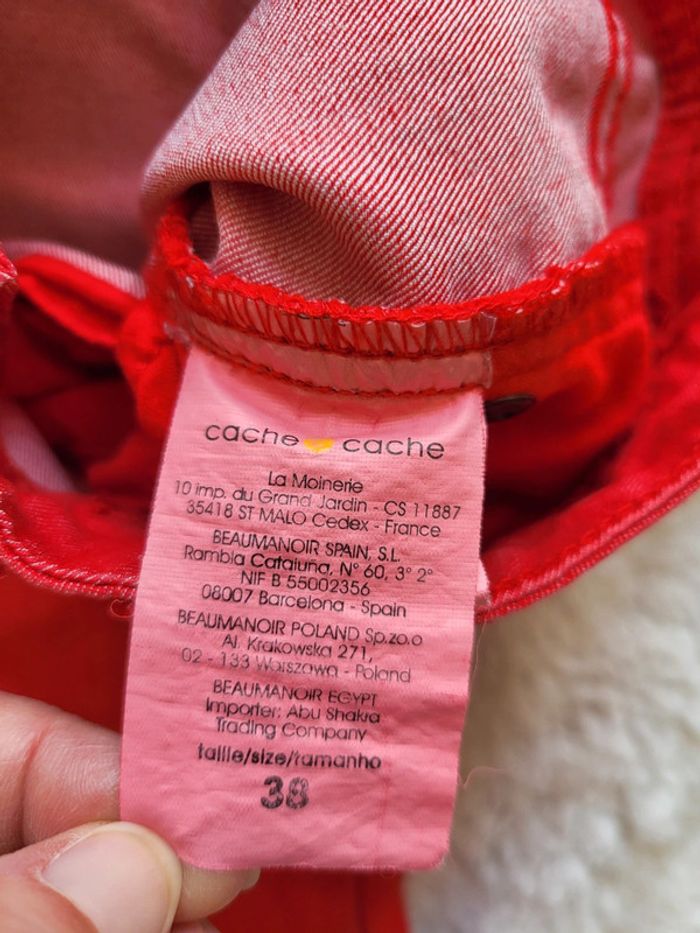 cache cache
La Moinerie
10 imp. du Grand Jardin - CS 11887
35418 ST MALO Cedex - France
BEAUMANOIR SPAIN, S.L.
Rambla Cataluña, N° 60, 3° 2°
NIF B 55002356
08007 Barcelona - Spain
BEAUMANOIR POLAND Sp.zo.o
Al. Krakowska 271,
02 - 133 Warszawa - Poland
BEAUMANOIR EGYPT
Importer: Abu Shakra
Trading Company
taille/size/tamanho
38